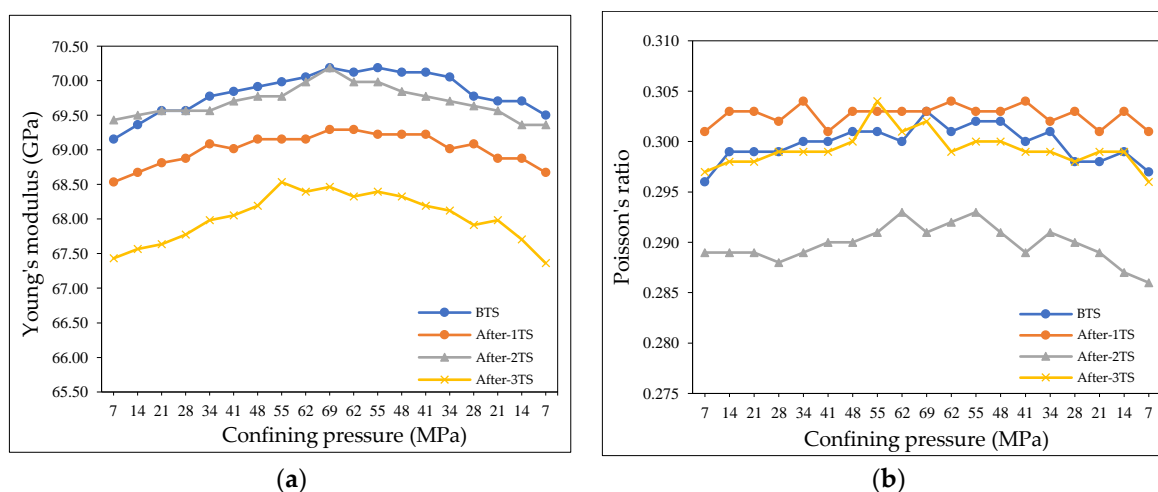 70.50
70.00
69.50
69.00
68.50
68.00
67.50
67.00
66.50
66.00
65.50
Young's modulus (GPa)
BTS
After-1TS
After-2TS
After-3TS
7 14 21 28 34 41 48 55 62 69 62 55 48 41 34 28 21 14 7
Confining pressure (MPa)
(a)
0.310
0.305
0.300
0.295
0.290
0.285
0.280
0.275
Poisson's ratio
BTS
After-1TS
After-2TS
After-3TS
7 14 21 28 34 41 48 55 62 69 62 55 48 41 34 28 21 14 7
Confining pressure (MPa)
(b)